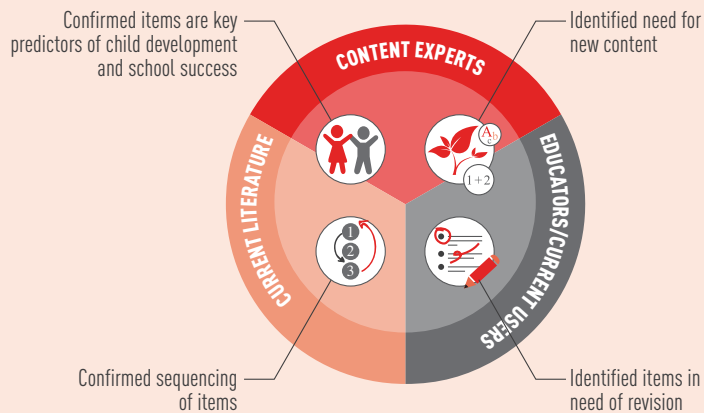 Confirmed items are key
predictors of child development
and school success
Identified need for
new content
CONTENT EXPERTS
CURRENT LITERATURE
EDUCATORS/CURRENT USERS
A
b
c
1+2
1
2
3
Confirmed sequencing
of items
Identified items in
need of revision